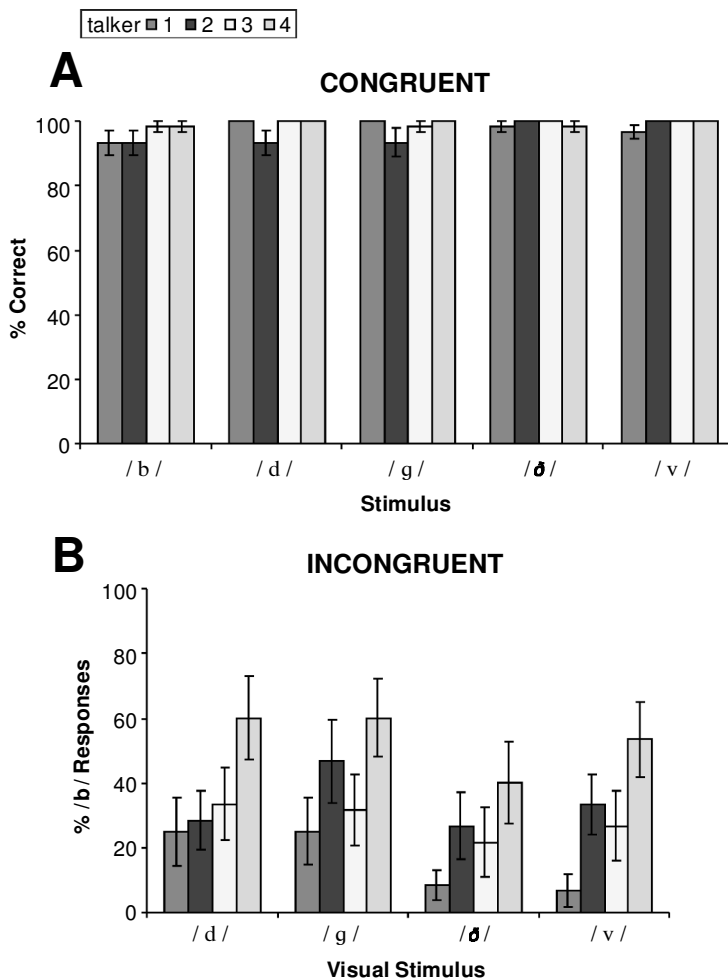 talker 1 2 3 4
A
CONGRUENT
100
80
60
40
20
0
% Correct
/ b / / d / / g / / ð / / v /
Stimulus
B
INCONGRUENT
100
80
60
40
20
0
% / b / Responses
/ d / / g / / ð / / v /
Visual Stimulus